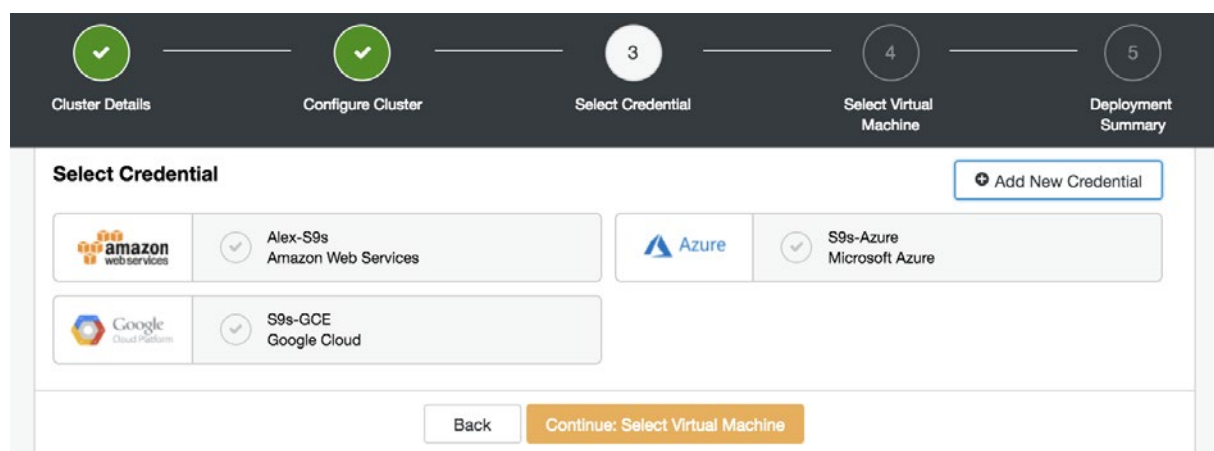 3
4
5
Cluster Details
Configure Cluster
Select Credential
Select Virtual
Machine
Deployment
Summary
Select Credential
Add New Credential
amazon
webservices
Alex-S9s
Amazon Web Services
Azure
S9s-Azure
Microsoft Azure
Google
Cloud Platform
S9s-GCE
Google Cloud
Back
Continue: Select Virtual Machine